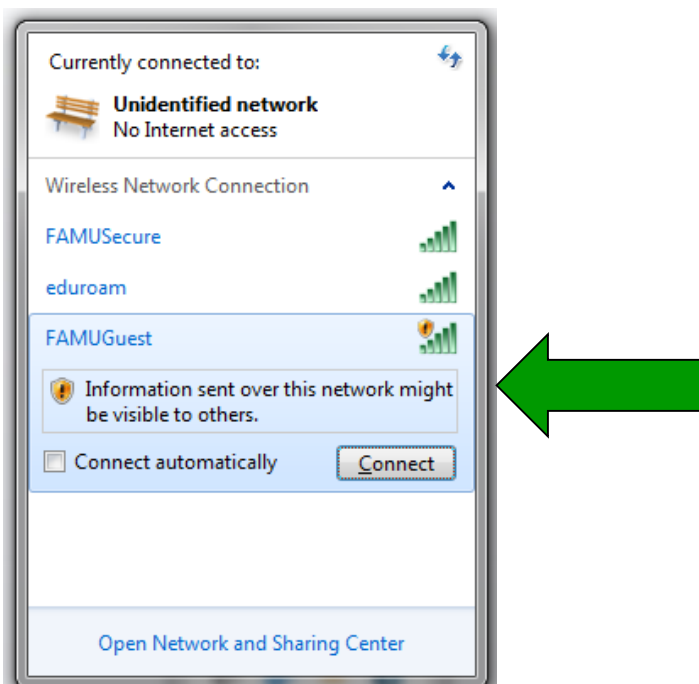 Currently connected to:
Unidentified network
No Internet access
Wireless Network Connection
FAMUSecure
eduroam
FAMUGuest
Information sent over this network might
be visible to others.
Connect automatically
Connect
Open Network and Sharing Center